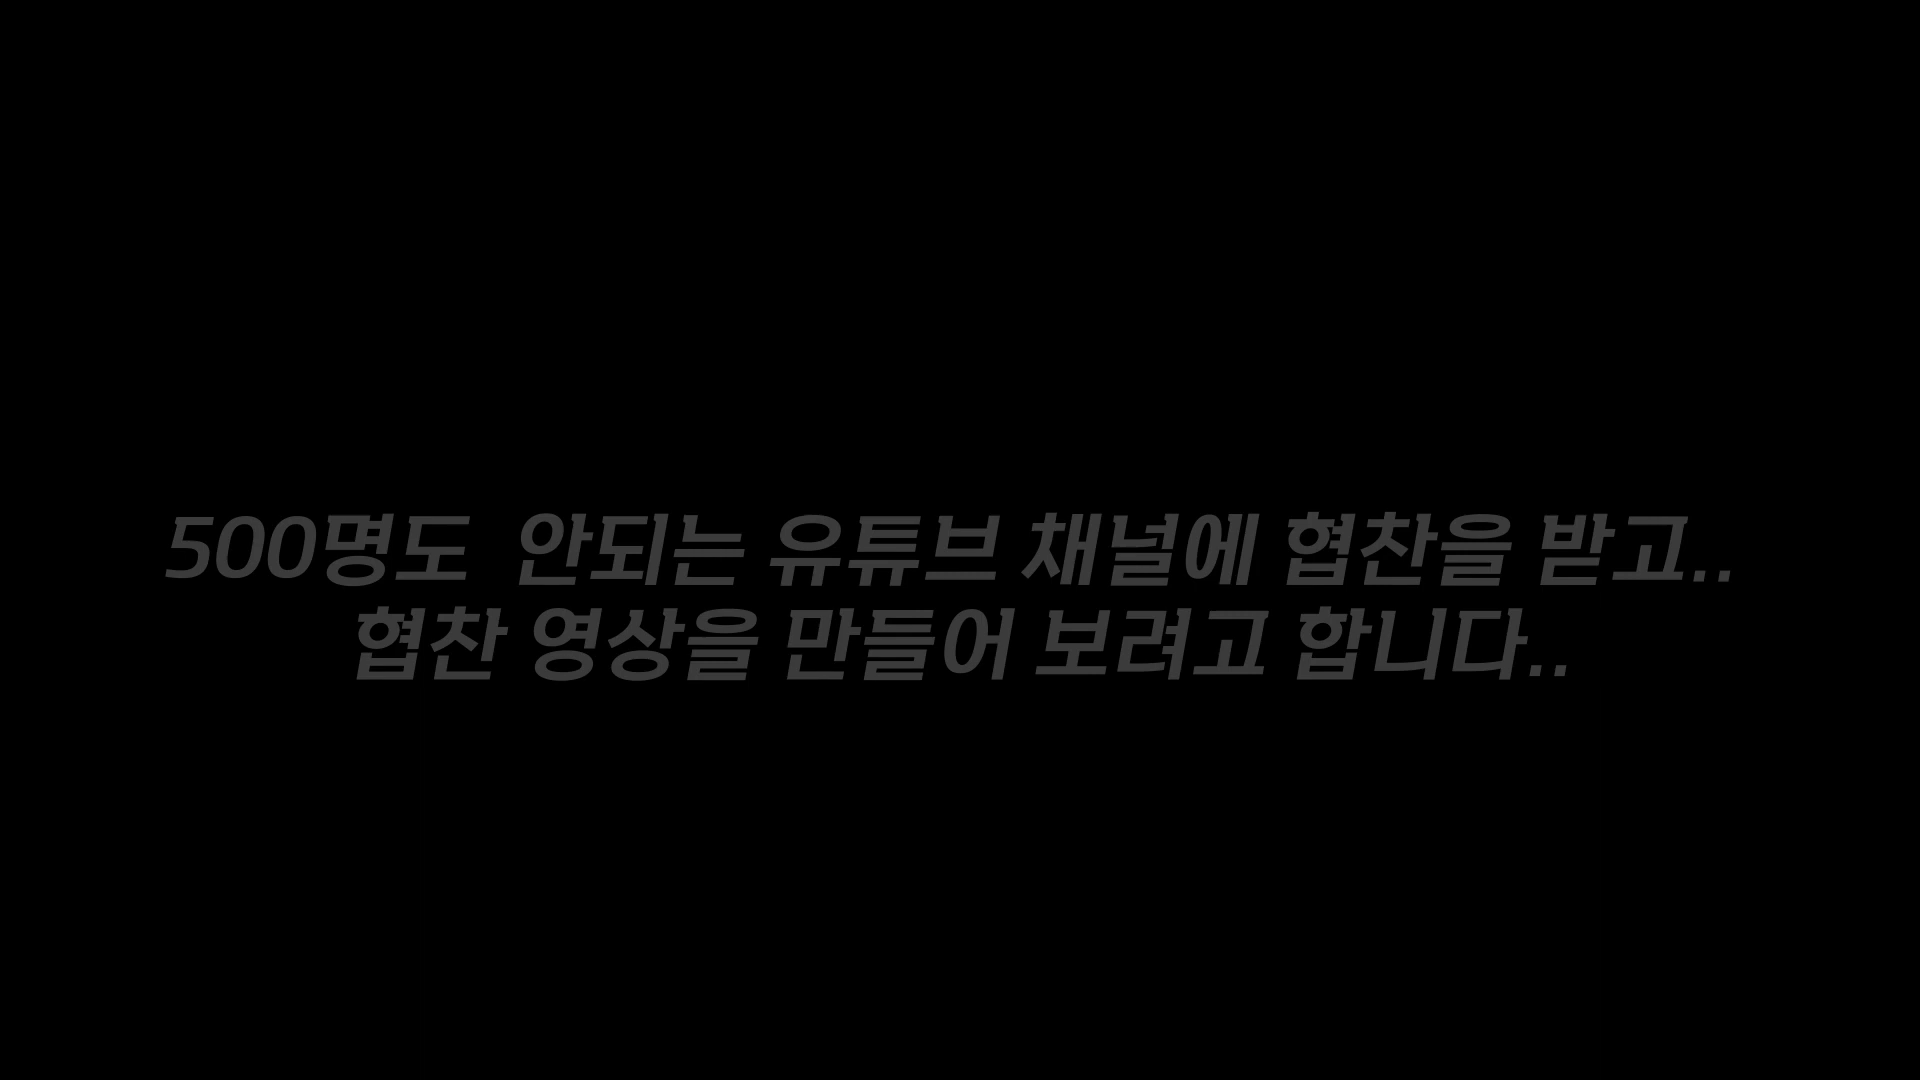 500명도  안되는 유튜브 채널에 협찬을 받고..
협찬 영상을 만들어 보려고 합니다..